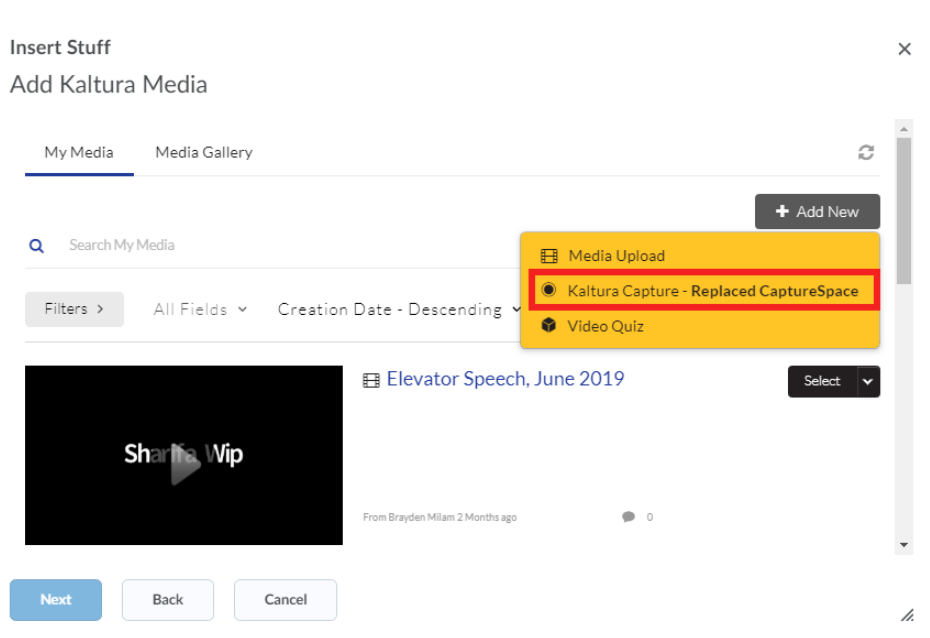 Insert Stuff
Add Kaltura Media
My Media Media Gallery
+ Add New
Search My Media
Media Upload
Kaltura Capture - Replaced CaptureSpace
Video Quiz
Filters > All Fields Creation Date - Descending
Elevator Speech, June 2019
Select
Sharifa Wip
From Brayden Milam 2 Months ago 0
Next Back Cancel